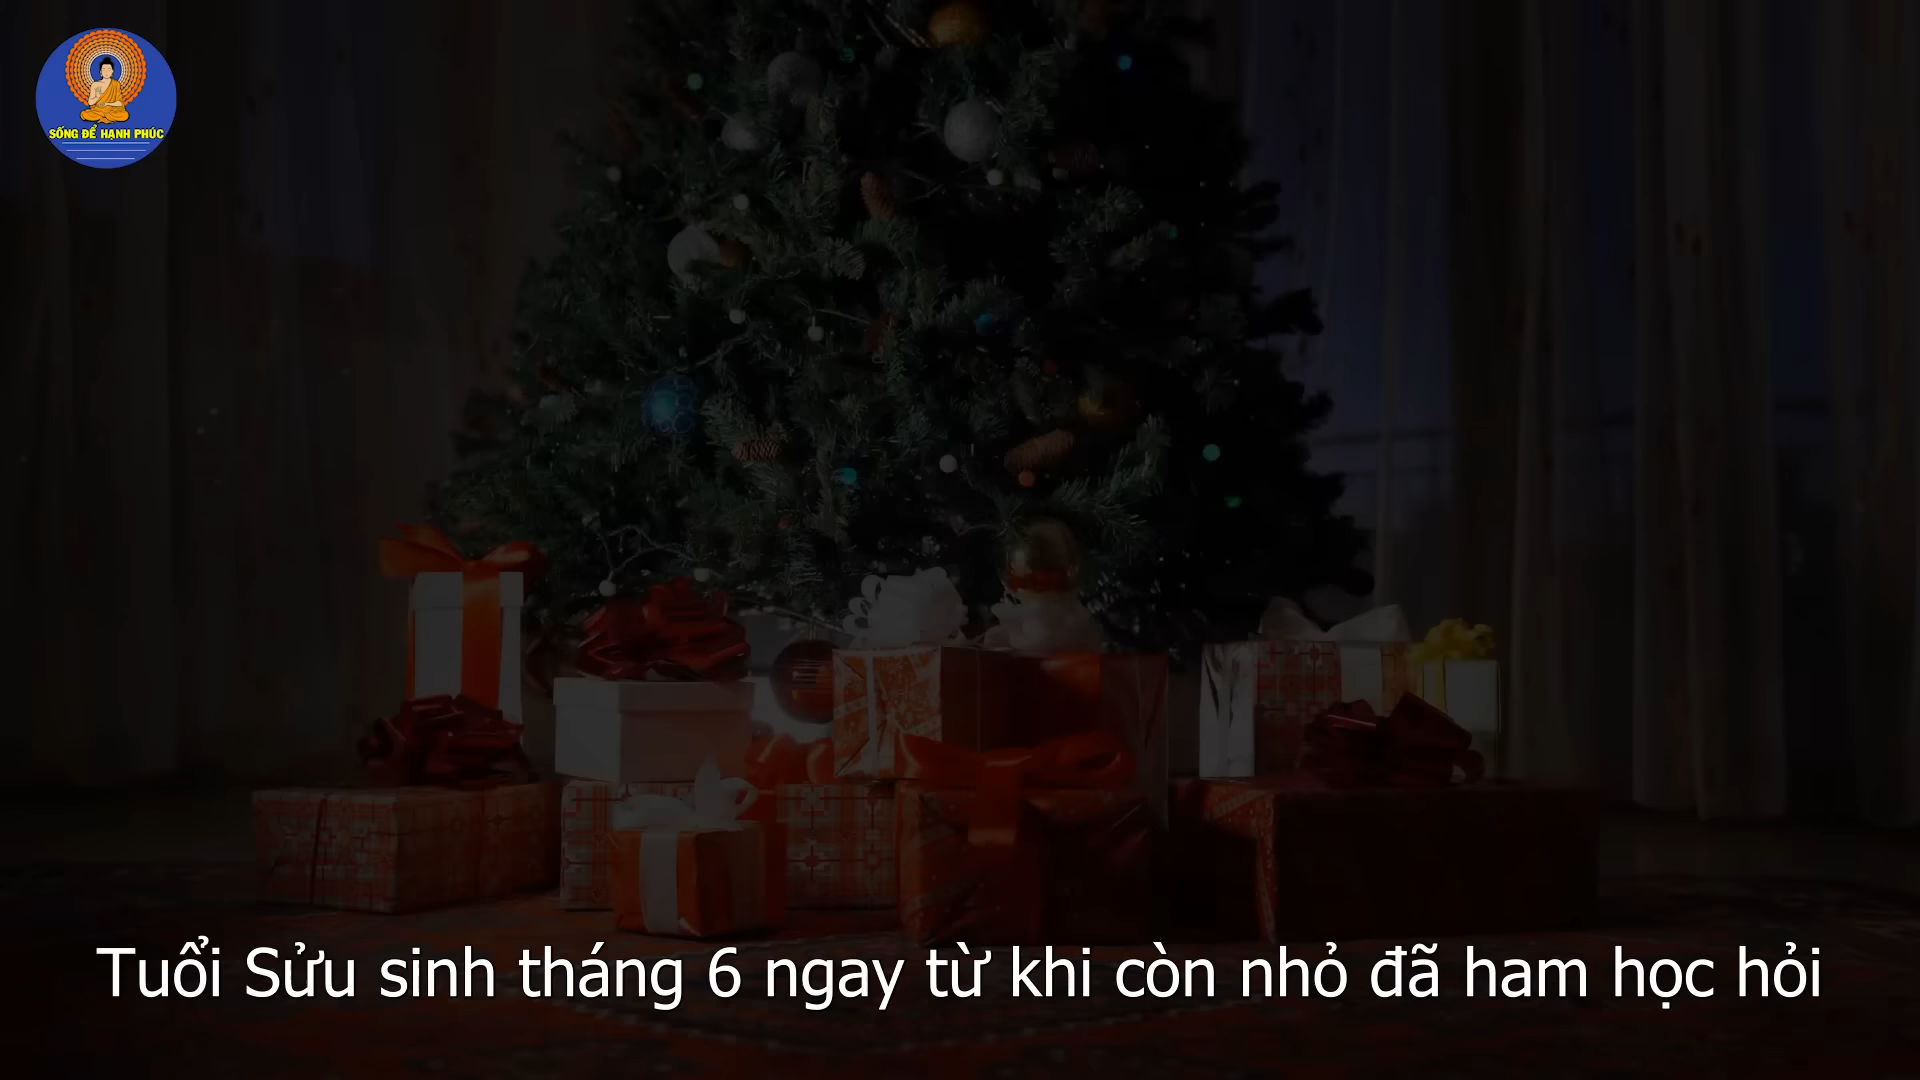 SỐNG ĐỂ HẠNH PHÚC
Tuổi Sửu sinh tháng 6 ngay từ khi còn nhỏ đã ham học hỏi